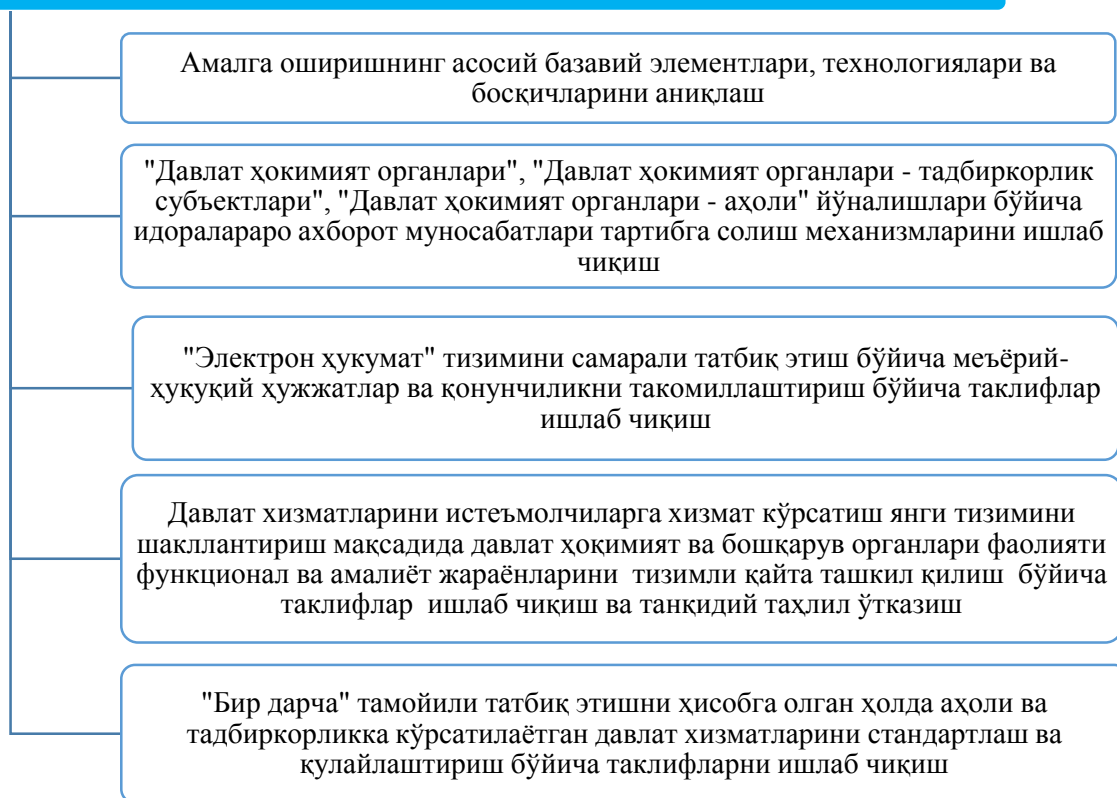 Амалга оширишнинг асосий базавий элементлари, технологиялари ва
босқичларини аниқлаш
"Давлат ҳокимият органлари", "Давлат ҳокимият органлари - тадбиркорлик
субъектлари", "Давлат ҳокимият органлари - аҳоли" йўналишлари бўйича
идоралараро ахборот муносабатлари тартибга солиш механизмларини ишлаб
чиқиш
"Электрон ҳукумат" тизимини самарали татбиқ этиш бўйича меъёрий-
ҳуқуқий ҳужжатлар ва қонунчиликни такомиллаштириш бўйича таклифлар
ишлаб чиқиш
Давлат хизматларини истеъмолчиларга хизмат кўрсатиш янги тизимини
шакллантириш мақсадида давлат ҳоқимият ва бошқарув органлари фаолияти
функционал ва амалиёт жараёнларини тизимли қайта ташкил қилиш бўйича
таклифлар ишлаб чиқиш ва танқидий таҳлил ўтказиш
"Бир дарча" тамойили татбиқ этишни ҳисобга олган ҳолда аҳоли ва
тадбиркорликка кўрсатилаётган давлат хизматларини стандартлаш ва
қулайлаштириш бўйича таклифларни ишлаб чиқиш